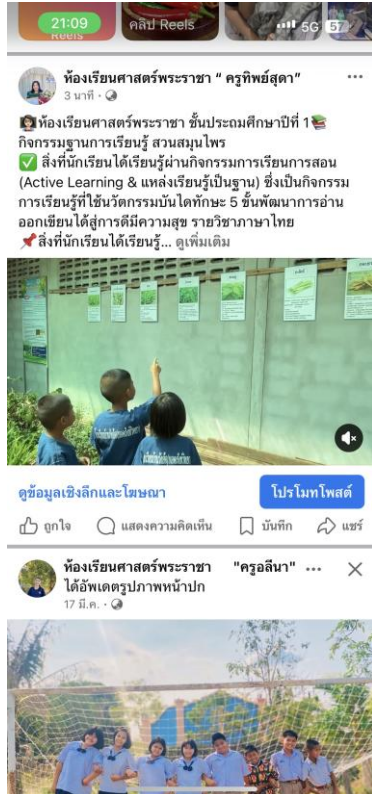 21:09
คลิป Reels
5G 57
Reels
ห้องเรียนศาสตร์พระราชา “ ครูทิพย์สุดา”
3 นาที ·
ห้องเรียนศาสตร์พระราชา ชั้นประถมศึกษาปีที่ 1
กิจกรรมฐานการเรียนรู้ สวนสมุนไพร
สิ่งที่นักเรียนได้เรียนรู้ผ่านกิจกรรมการเรียนการสอน
(Active Learning & แหล่งเรียนรู้เป็นฐาน) ซึ่งเป็นกิจกรรม
การเรียนรู้ที่ใช้นวัตกรรมบันไดทักษะ 5 ขั้นพัฒนาการอ่าน
ออกเขียนได้สู่การดีมีความสุข รายวิชาภาษาไทย
สิ่งที่นักเรียนได้เรียนรู้... ดูเพิ่มเติม
ดูข้อมูลเชิงลึกและโฆษณา
โปรโมทโพสต์
ถูกใจ
แสดงความคิดเห็น
บันทึก
แชร์
ห้องเรียนศาสตร์พระราชา "ครูอลีนา"
ได้อัพเดตรูปภาพหน้าปก
17 มี.ค. ·